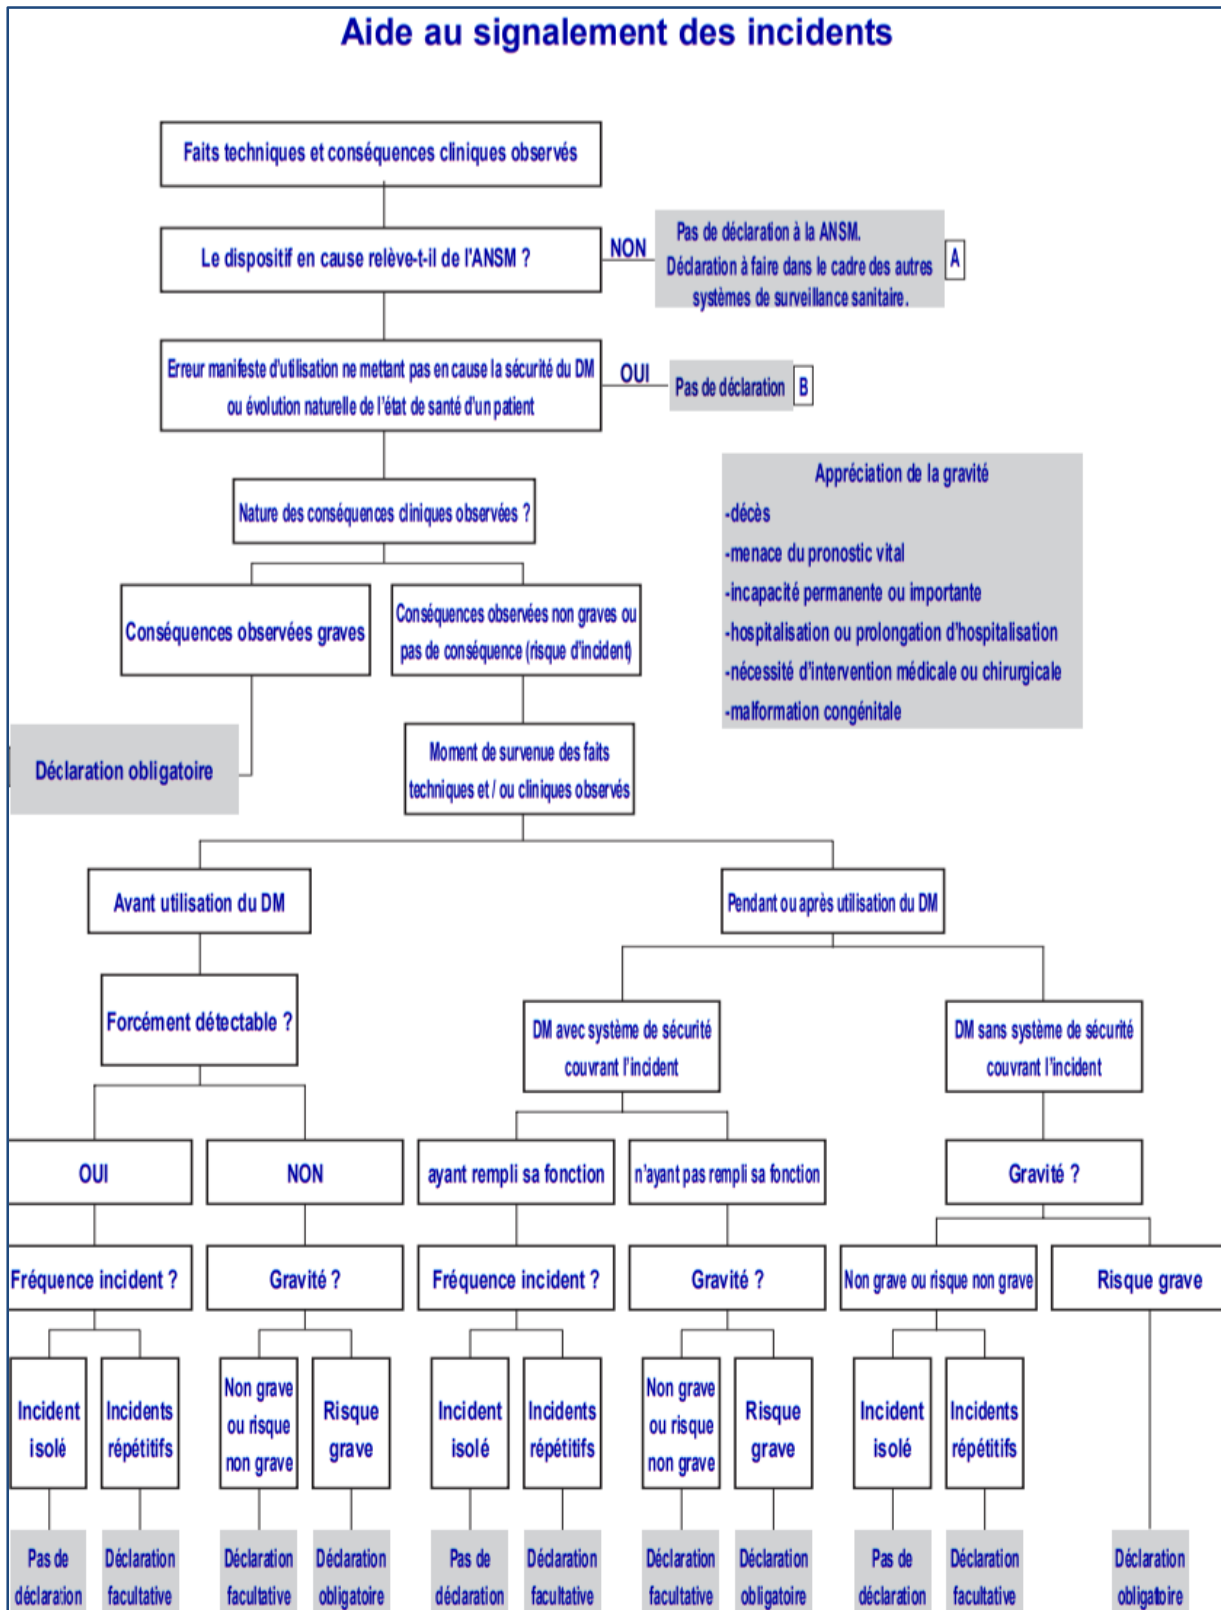 Aide au signalement des incidents
Faits techniques et conséquences cliniques observés
Le dispositif en cause relève-t-il de l'ANSM ?
NON
Pas de déclaration à la ANSM.
Déclaration à faire dans le cadre des autres
systèmes de surveillance sanitaire.
A
Erreur manifeste d'utilisation ne mettant pas en cause la sécurité du DM
ou évolution naturelle de l'état de santé d'un patient
OUI
Pas de déclaration
B
Nature des conséquences cliniques observées ?
Appréciation de la gravité
-décès
-menace du pronostic vital
-incapacité permanente ou importante
-hospitalisation ou prolongation d'hospitalisation
-nécessité d'intervention médicale ou chirurgicale
-malformation congénitale
Conséquences observées graves
Conséquences observées non graves ou
pas de conséquence (risque d'incident)
Déclaration obligatoire
Moment de survenue des faits
techniques et / ou cliniques observés
Avant utilisation du DM
Pendant ou après utilisation du DM
Forcément détectable ?
DM avec système de sécurité
couvrant l'incident
DM sans système de sécurité
couvrant l'incident
OUI
NON
ayant rempli sa fonction
n'ayant pas rempli sa fonction
Gravité ?
Fréquence incident ?
Gravité ?
Fréquence incident ?
Gravité ?
Non grave ou risque non grave
Risque grave
Incident
isolé
Incidents
répétitifs
Non grave
ou risque
non grave
Risque
grave
Incident
isolé
Incidents
répétitifs
Non grave
ou risque
non grave
Risque
grave
Incident
isolé
Incidents
répétitifs
Pas de
déclaration
Déclaration
facultative
Déclaration
facultative
Déclaration
obligatoire
Pas de
déclaration
Déclaration
facultative
Déclaration
facultative
Déclaration
obligatoire
Pas de
déclaration
Déclaration
facultative
Déclaration
obligatoire